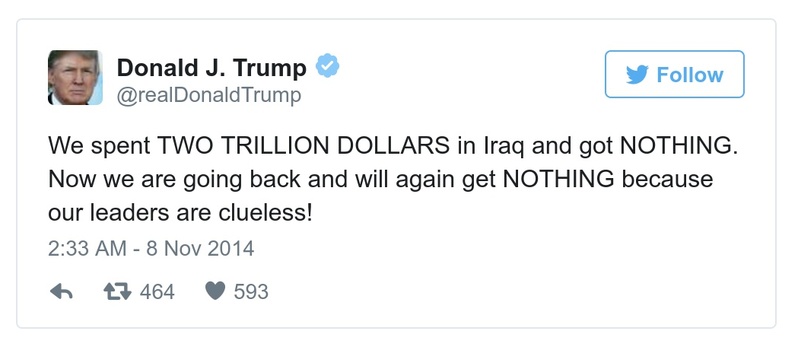 Donald J. Trump
@realDonaldTrump
Follow
We spent TWO TRILLION DOLLARS in Iraq and got NOTHING.
Now we are going back and will again get NOTHING because
our leaders are clueless!
2:33 AM - 8 Nov 2014
464 593